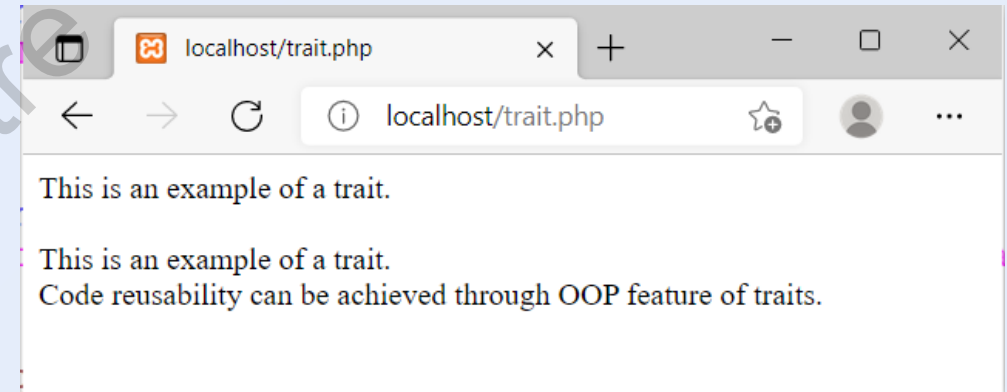 localhost/trait.php
localhost/trait.php
This is an example of a trait.
This is an example of a trait.
Code reusability can be achieved through OOP feature of traits.